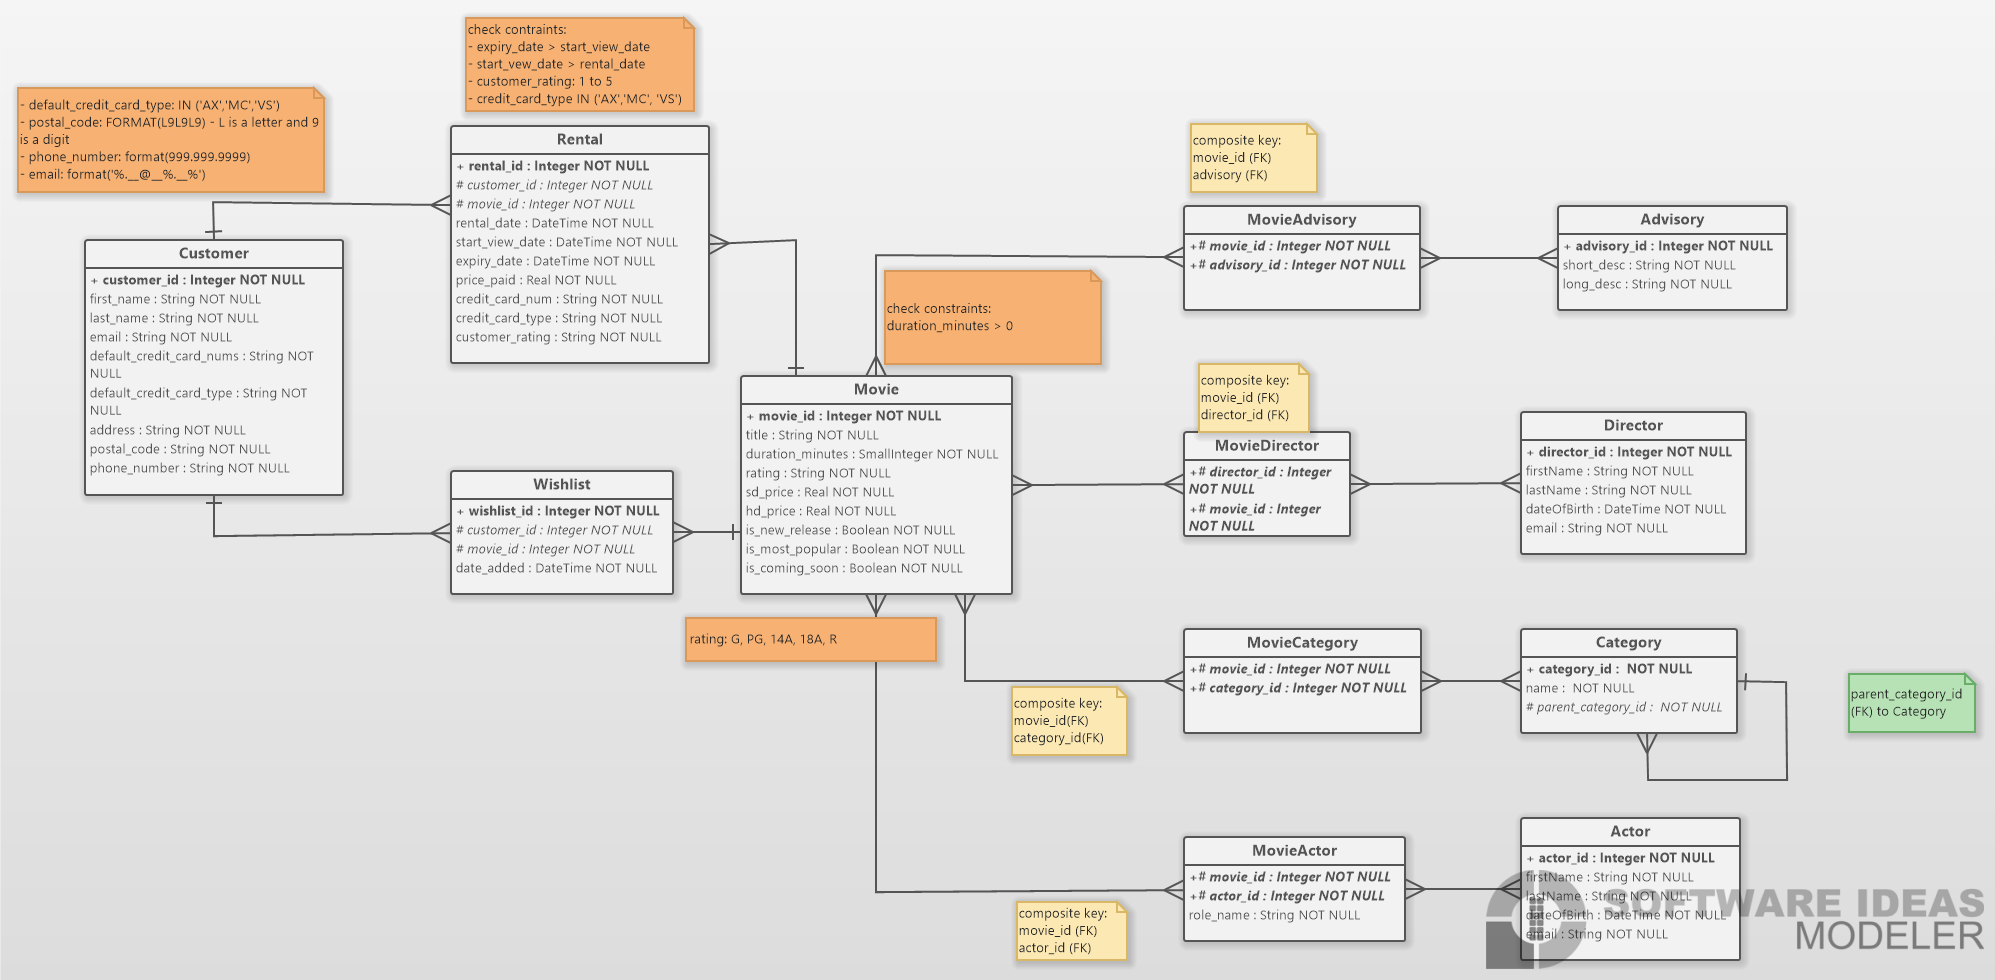 check contraints:
- expiry_date > start_view_date
- start_vew_date > rental_date
- customer_rating: 1 to 5
- credit_card_type IN ('AX','MC', 'VS')
- default_credit_card_type: IN ('AX','MC','VS')
- postal_code: FORMAT(L9L9L9) - L is a letter and 9
is a digit
- phone_number: format(999.999.9999)
- email: format('%.__@__%.__%')
Rental
+ rental_id : Integer NOT NULL
# customer_id : Integer NOT NULL
# movie_id : Integer NOT NULL
rental_date : DateTime NOT NULL
start_view_date : DateTime NOT NULL
expiry_date : DateTime NOT NULL
price_paid : Real NOT NULL
credit_card_num : String NOT NULL
credit_card_type : String NOT NULL
customer_rating : String NOT NULL
Customer
+ customer_id : Integer NOT NULL
first_name : String NOT NULL
last_name : String NOT NULL
email : String NOT NULL
default_credit_card_nums : String NOT
NULL
default_credit_card_type : String NOT
NULL
address : String NOT NULL
postal_code : String NOT NULL
phone_number : String NOT NULL
Wishlist
+ wishlist_id : Integer NOT NULL
# customer_id : Integer NOT NULL
# movie_id : Integer NOT NULL
date_added : DateTime NOT NULL
check constraints:
duration_minutes > 0
Movie
+ movie_id : Integer NOT NULL
title : String NOT NULL
duration_minutes : SmallInteger NOT NULL
rating : String NOT NULL
sd_price : Real NOT NULL
hd_price : Real NOT NULL
is_new_release : Boolean NOT NULL
is_most_popular : Boolean NOT NULL
is_coming_soon : Boolean NOT NULL
rating: G, PG, 14A, 18A, R
composite key:
movie_id (FK)
advisory (FK)
MovieAdvisory
+# movie_id : Integer NOT NULL
+# advisory_id : Integer NOT NULL
Advisory
+ advisory_id : Integer NOT NULL
short_desc : String NOT NULL
long_desc : String NOT NULL
composite key:
movie_id (FK)
director_id (FK)
MovieDirector
+# director_id : Integer
NOT NULL
+# movie_id : Integer
NOT NULL
Director
+ director_id : Integer NOT NULL
firstName : String NOT NULL
lastName : String NOT NULL
dateOfBirth : DateTime NOT NULL
email : String NOT NULL
MovieCategory
+# movie_id : Integer NOT NULL
+# category_id : Integer NOT NULL
composite key:
movie_id(FK)
category_id(FK)
Category
+ category_id :  NOT NULL
name :  NOT NULL
# parent_category_id :  NOT NULL
parent_category_id
(FK) to Category
MovieActor
+# movie_id : Integer NOT NULL
+# actor_id : Integer NOT NULL
role_name : String NOT NULL
composite key:
movie_id (FK)
actor_id (FK)
Actor
+ actor_id : Integer NOT NULL
firstName : String NOT NULL
lastName : String NOT NULL
dateOfBirth : DateTime NOT NULL
email : String NOT NULL
SOFTWARE IDEAS
MODELER